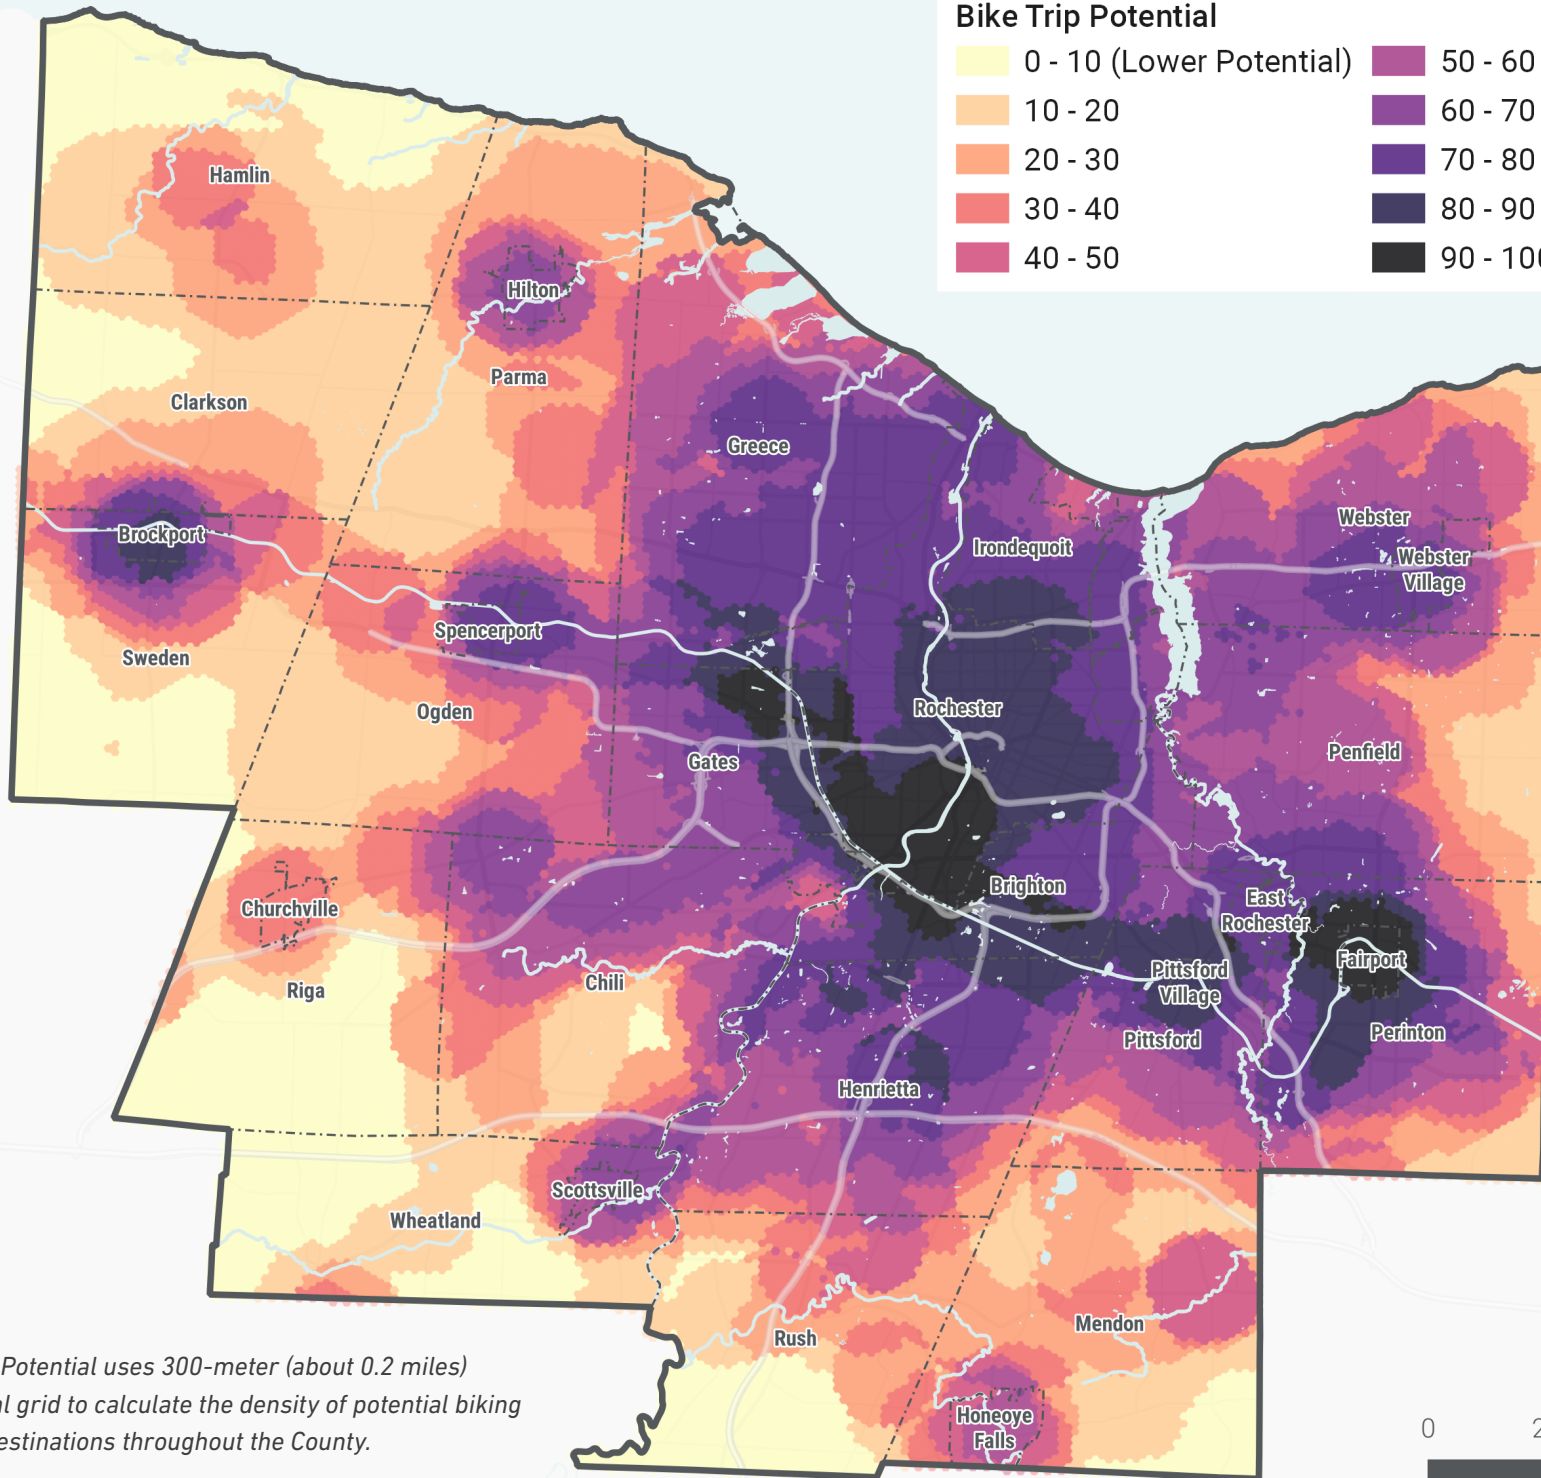 Bike Trip Potential
0 - 10 (Lower Potential)
10 - 20
20 - 30
30 - 40
40 - 50
50 - 60
60 - 70
70 - 80
80 - 90
90 - 100
Hamlin
Hilton
Parma
Clarkson
Greece
Brockport
Irondequoit
Webster
Webster
Village
Spencerport
Sweden
Ogden
Rochester
Gates
Penfield
Churchville
Brighton
East
Rochester
Fairport
Riga
Chili
Pittsford
Village
Pittsford
Perinton
Henrietta
Scottsville
Wheatland
Rush
Mendon
Honeoye
Falls
Potential uses 300-meter (about 0.2 miles)
grid to calculate the density of potential biking
throughout the County.
0